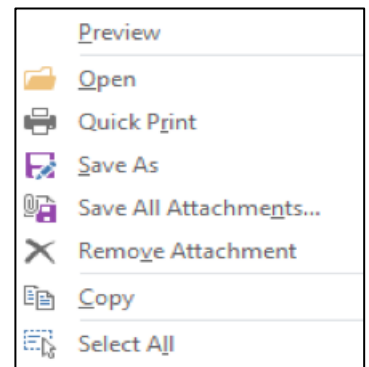 Preview
Open
Quick Print
Save As
Save All Attachments...
Remove Attachment
Copy
Select All